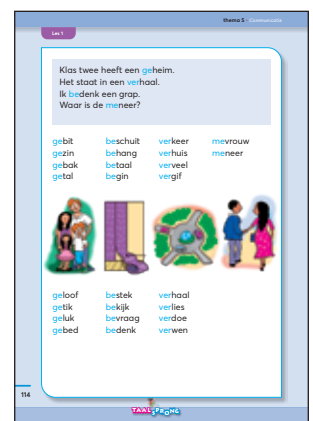 thema 5 - Communicatie
Les 1
Klas twee heeft een geheim.
Het staat in een verhaal.
Ik bedenk een grap.
Waar is de meneer?
gebit beschuit verkeer mevrouw
gezin behang verhuis meneer
gebak betaal verveel
getal begin vergif
geloof bestek verhaal
getik bekijk verlies
geluk bevraag verdoe
gebed bedenk verwen
114
TAALSPRONG